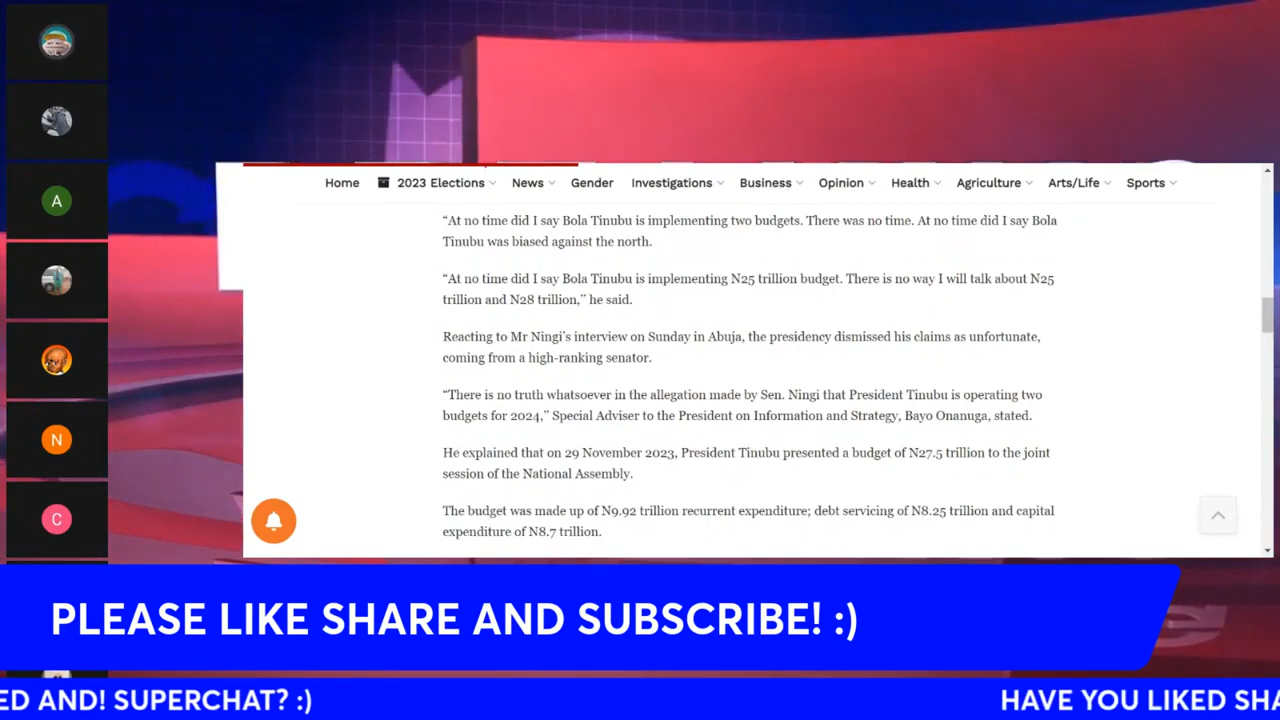 Home 2023 Elections News Gender Investigations Business Opinion Health Agriculture Arts/Life Sports
“At no time did I say Bola Tinubu is implementing two budgets. There was no time. At no time did I say Bola
Tinubu was biased against the north.
“At no time did I say Bola Tinubu is implementing N25 trillion budget. There is no way I will talk about N25
trillion and N28 trillion,” he said.
Reacting to Mr Ningi’s interview on Sunday in Abuja, the presidency dismissed his claims as unfortunate,
coming from a high-ranking senator.
“There is no truth whatsoever in the allegation made by Sen. Ningi that President Tinubu is operating two
budgets for 2024,” Special Adviser to the President on Information and Strategy, Bayo Onanuga, stated.
He explained that on 29 November 2023, President Tinubu presented a budget of N27.5 trillion to the joint
session of the National Assembly.
The budget was made up of N9.92 trillion recurrent expenditure; debt servicing of N8.25 trillion and capital
expenditure of N8.7 trillion.
A
N
C
PLEASE LIKE SHARE AND SUBSCRIBE! :)
ED AND! SUPERCHAT? :) HAVE YOU LIKED SHA